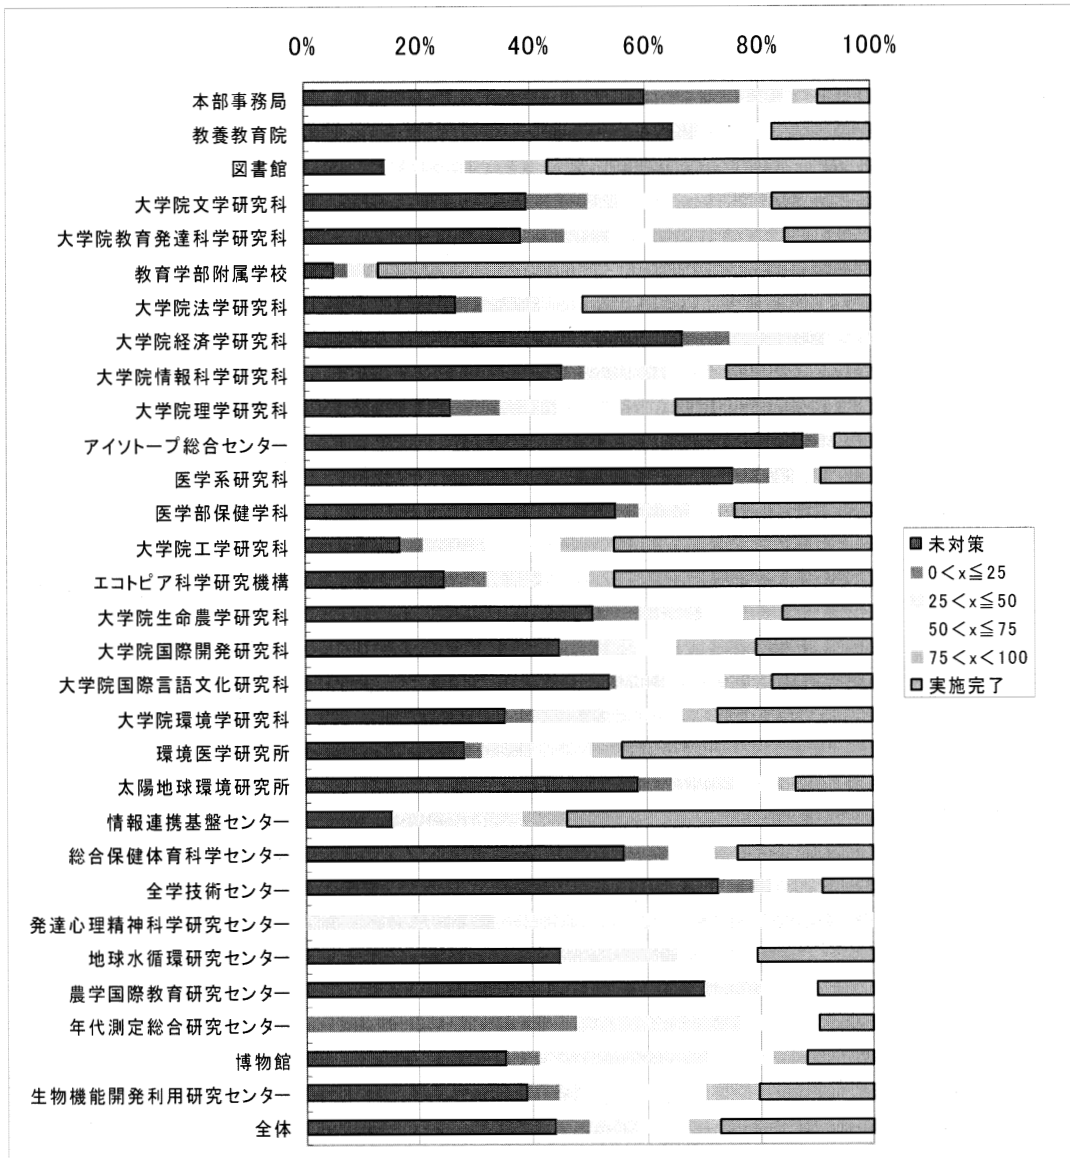 0% 20% 40% 60% 80% 100%
本部事務局
教養教育院
図書館
大学院文学研究科
大学院教育発達科学研究科
教育学部附属学校
大学院法学研究科
大学院経済学研究科
大学院情報科学研究科
大学院理学研究科
アイソトープ総合センター
医学系研究科
医学部保健学科
大学院工学研究科
エコトピア科学研究機構
大学院生命農学研究科
大学院国際開発研究科
大学院国際言語文化研究科
大学院環境学研究科
環境医学研究所
太陽地球環境研究所
情報連携基盤センター
総合保健体育科学センター
全学技術センター
発達心理精神科学研究センター
地球水循環研究センター
農学国際教育研究センター
年代測定総合研究センター
博物館
生物機能開発利用研究センター
全体
未対策
0<x≦25
25<x≦50
50<x≦75
75<x<100
実施完了